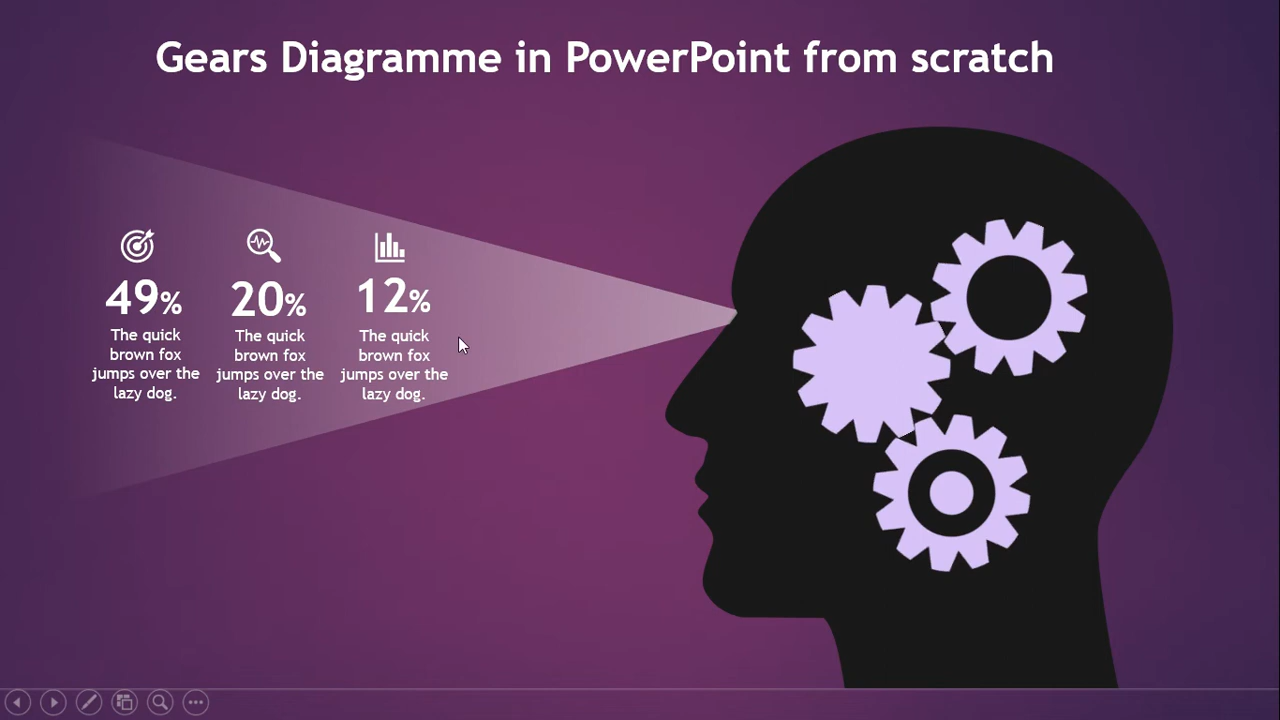 Gears Diagramme in PowerPoint from scratch
49%
The quick
brown fox
jumps over the
lazy dog.
20%
The quick
brown fox
jumps over the
lazy dog.
12%
The quick
brown fox
jumps over the
lazy dog.